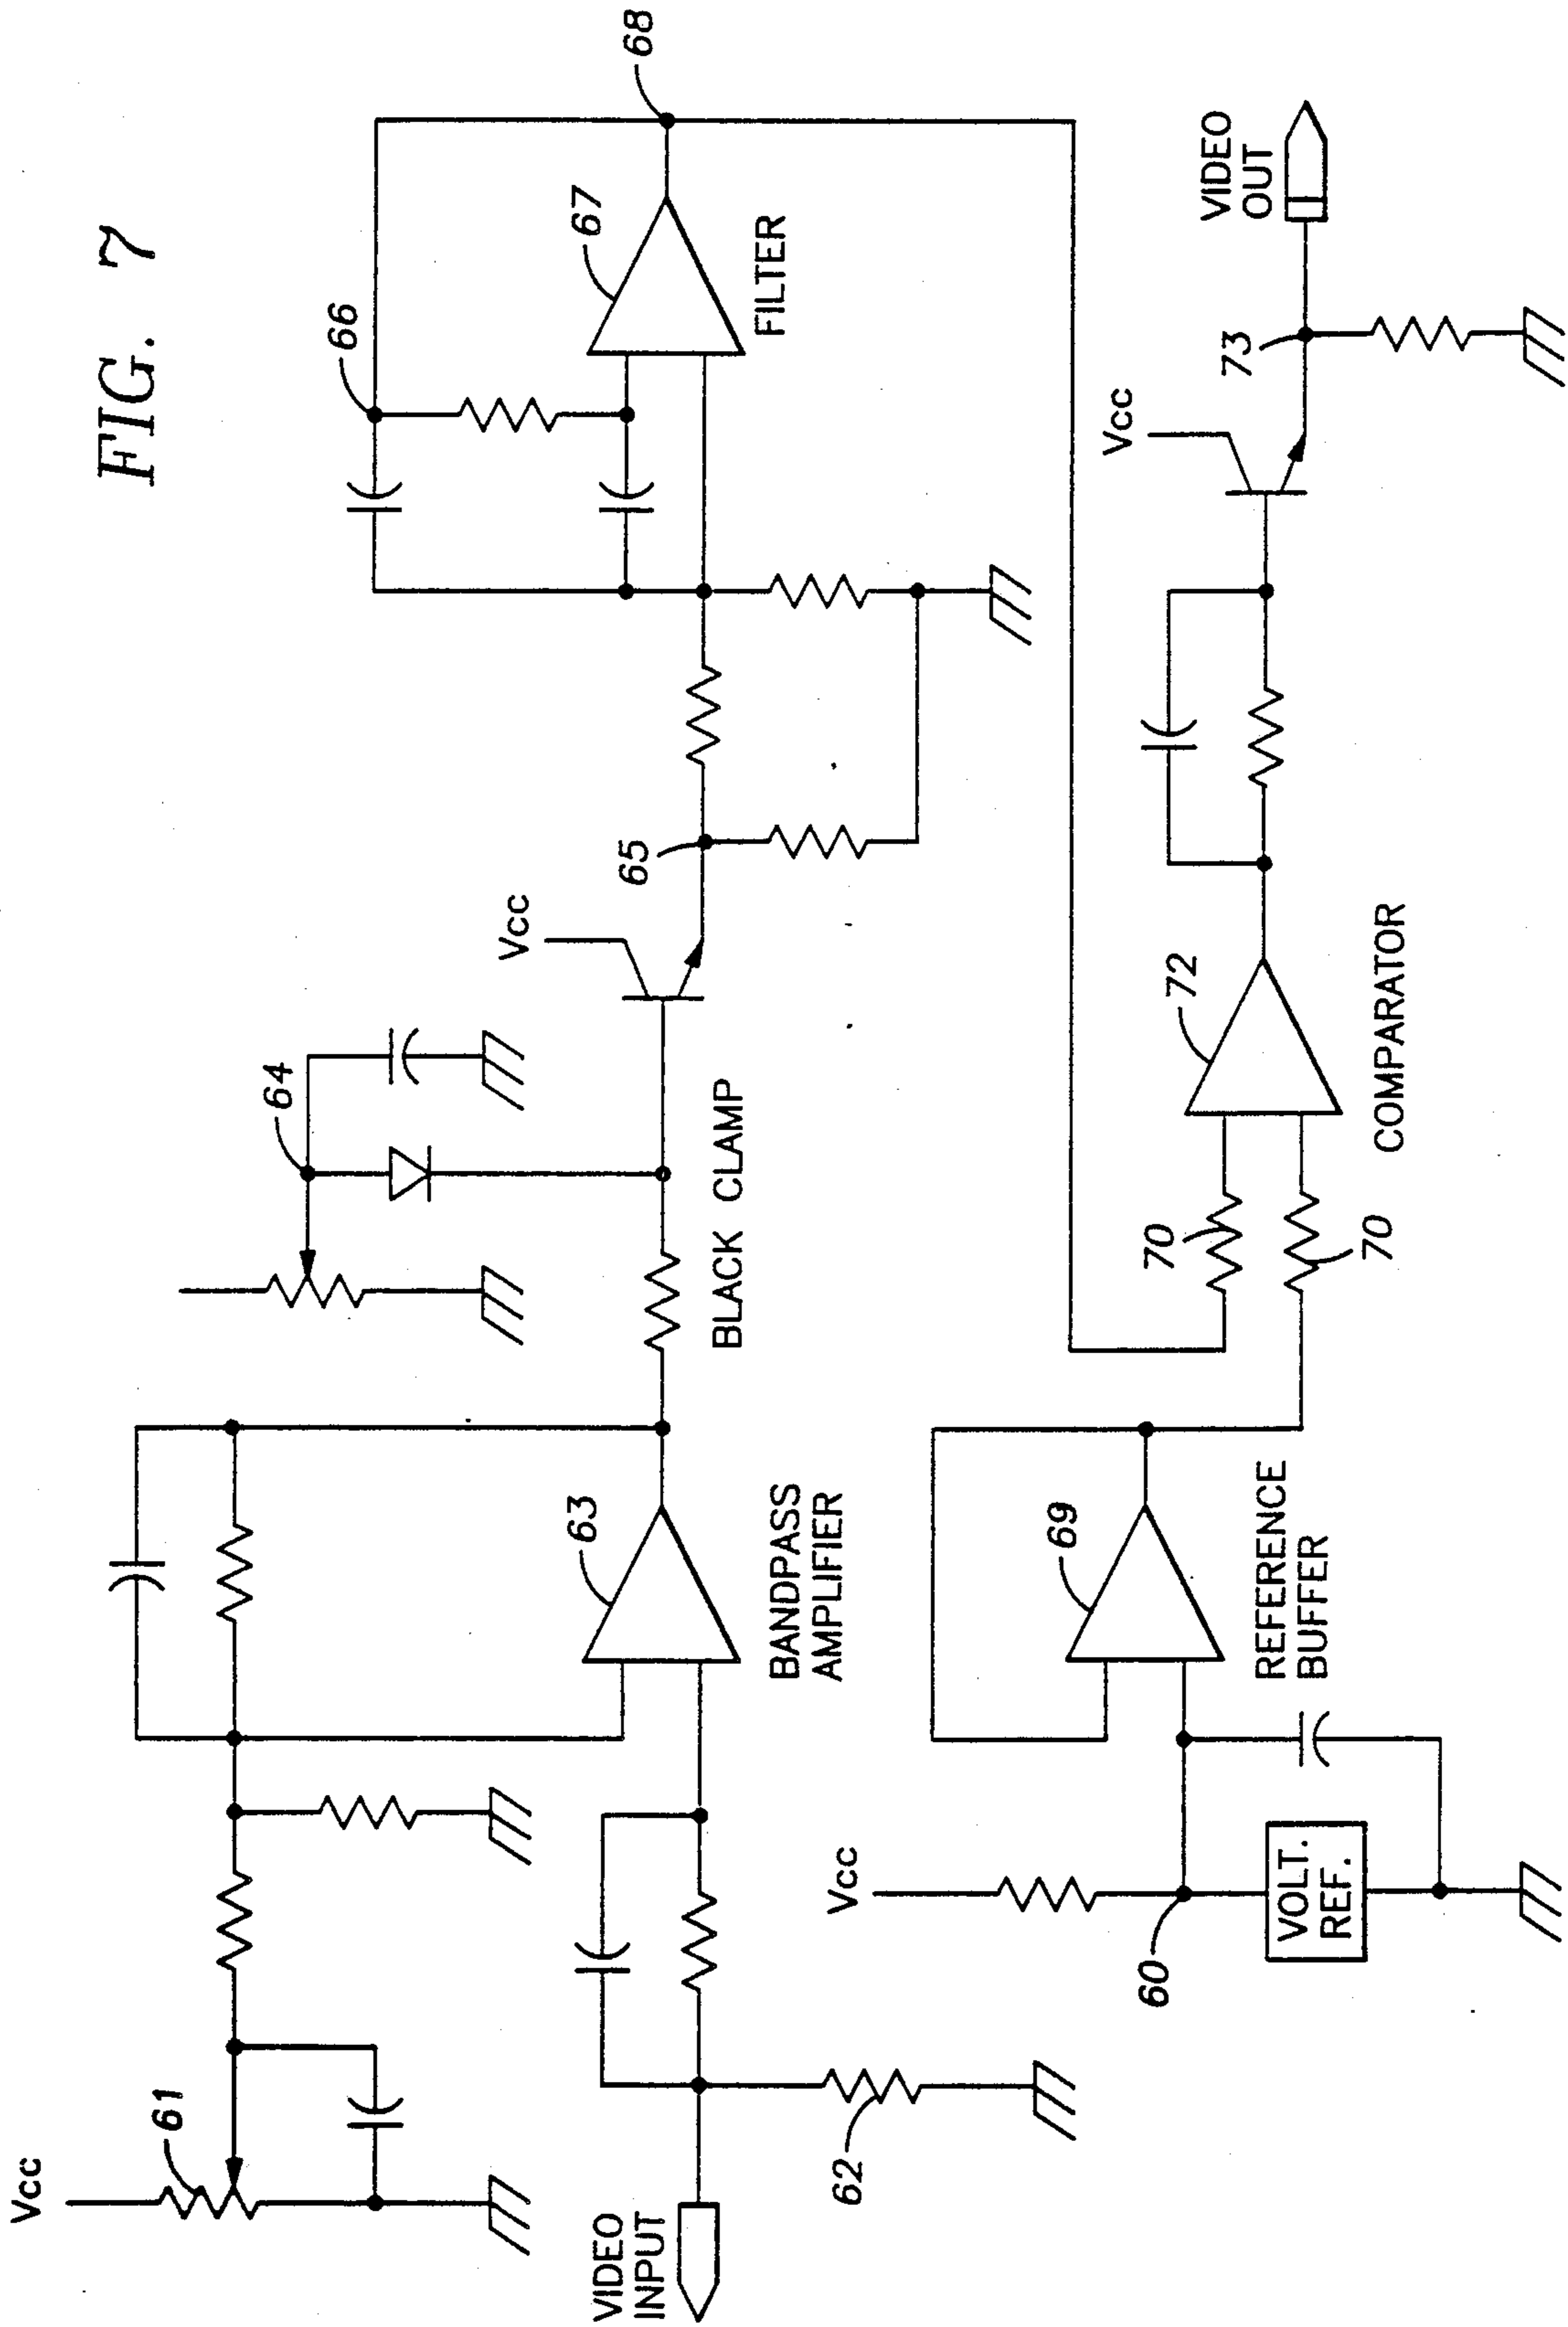 FIG. 7
Vcc
61
VIDEO
INPUT
62
63
BANDPASS
AMPLIFIER
64
BLACK CLAMP
Vcc
65
66
67
FILTER
68
Vcc
60
VOLT.
REF.
69
REFERENCE
BUFFER
70
70
72
COMPARATOR
Vcc
73
VIDEO
OUT